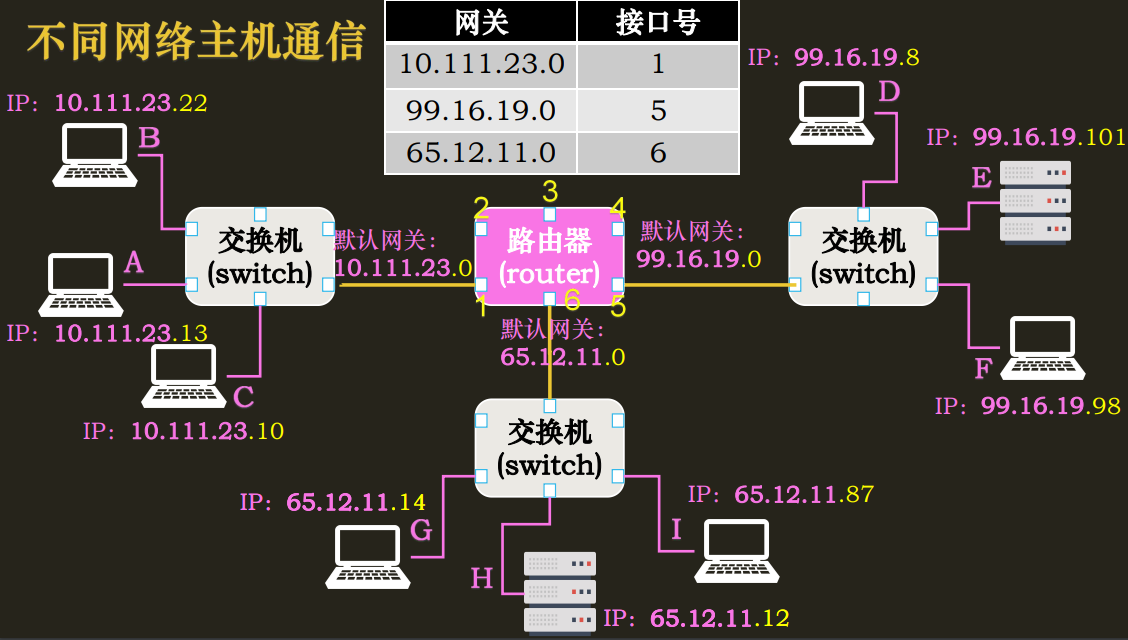 不同网络主机通信
网关 接口号
10.111.23.0 1
99.16.19.0 5
65.12.11.0 6
IP: 99.16.19.8
D
IP: 10.111.23.22
B
IP: 99.16.19.101
E
交换机
(switch)
默认网关:
10.111.23.0
2
3
4
路由器
(router)
1
6
5
默认网关:
99.16.19.0
交换机
(switch)
A
IP: 10.111.23.13
默认网关:
65.12.11.0
C
IP: 10.111.23.10
F
IP: 99.16.19.98
交换机
(switch)
IP: 65.12.11.14
G
IP: 65.12.11.87
I
H
IP: 65.12.11.12